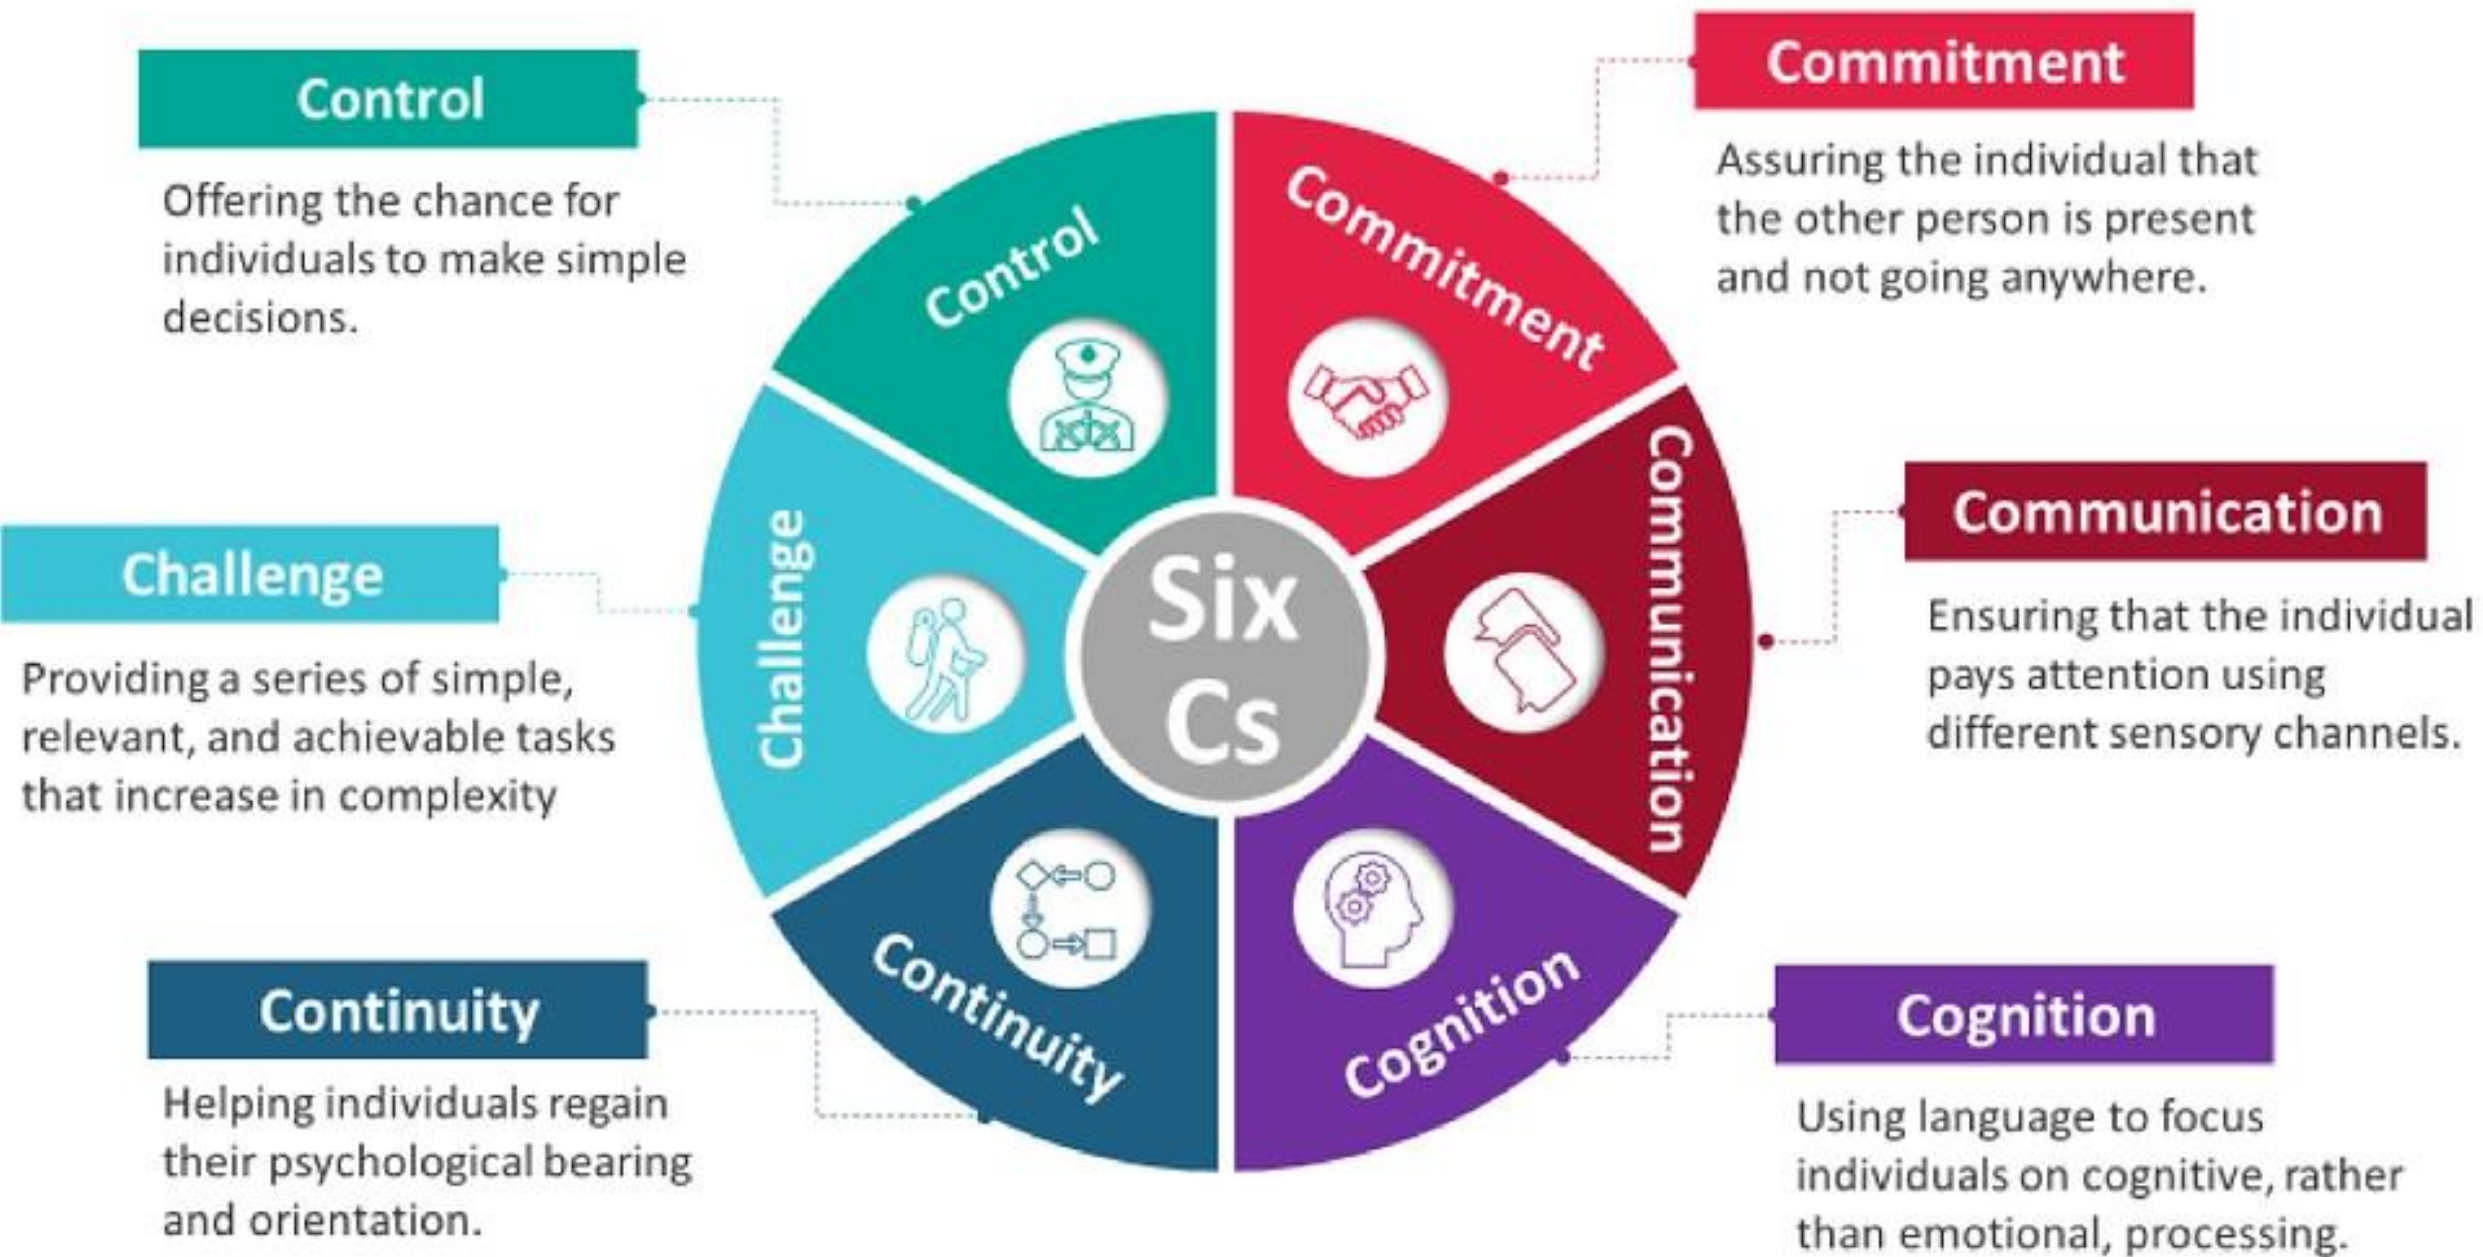 Control
Offering the chance for
individuals to make simple
decisions.
Challenge
Providing a series of simple,
relevant, and achievable tasks
that increase in complexity
Continuity
Helping individuals regain
their psychological bearing
and orientation.
Control
Commitment
Challenge
Six
Cs
Communication
Continuity
Cognition
Commitment
Assuring the individual that
the other person is present
and not going anywhere.
Communication
Ensuring that the individual
pays attention using
different sensory channels.
Cognition
Using language to focus
individuals on cognitive, rather
than emotional, processing.